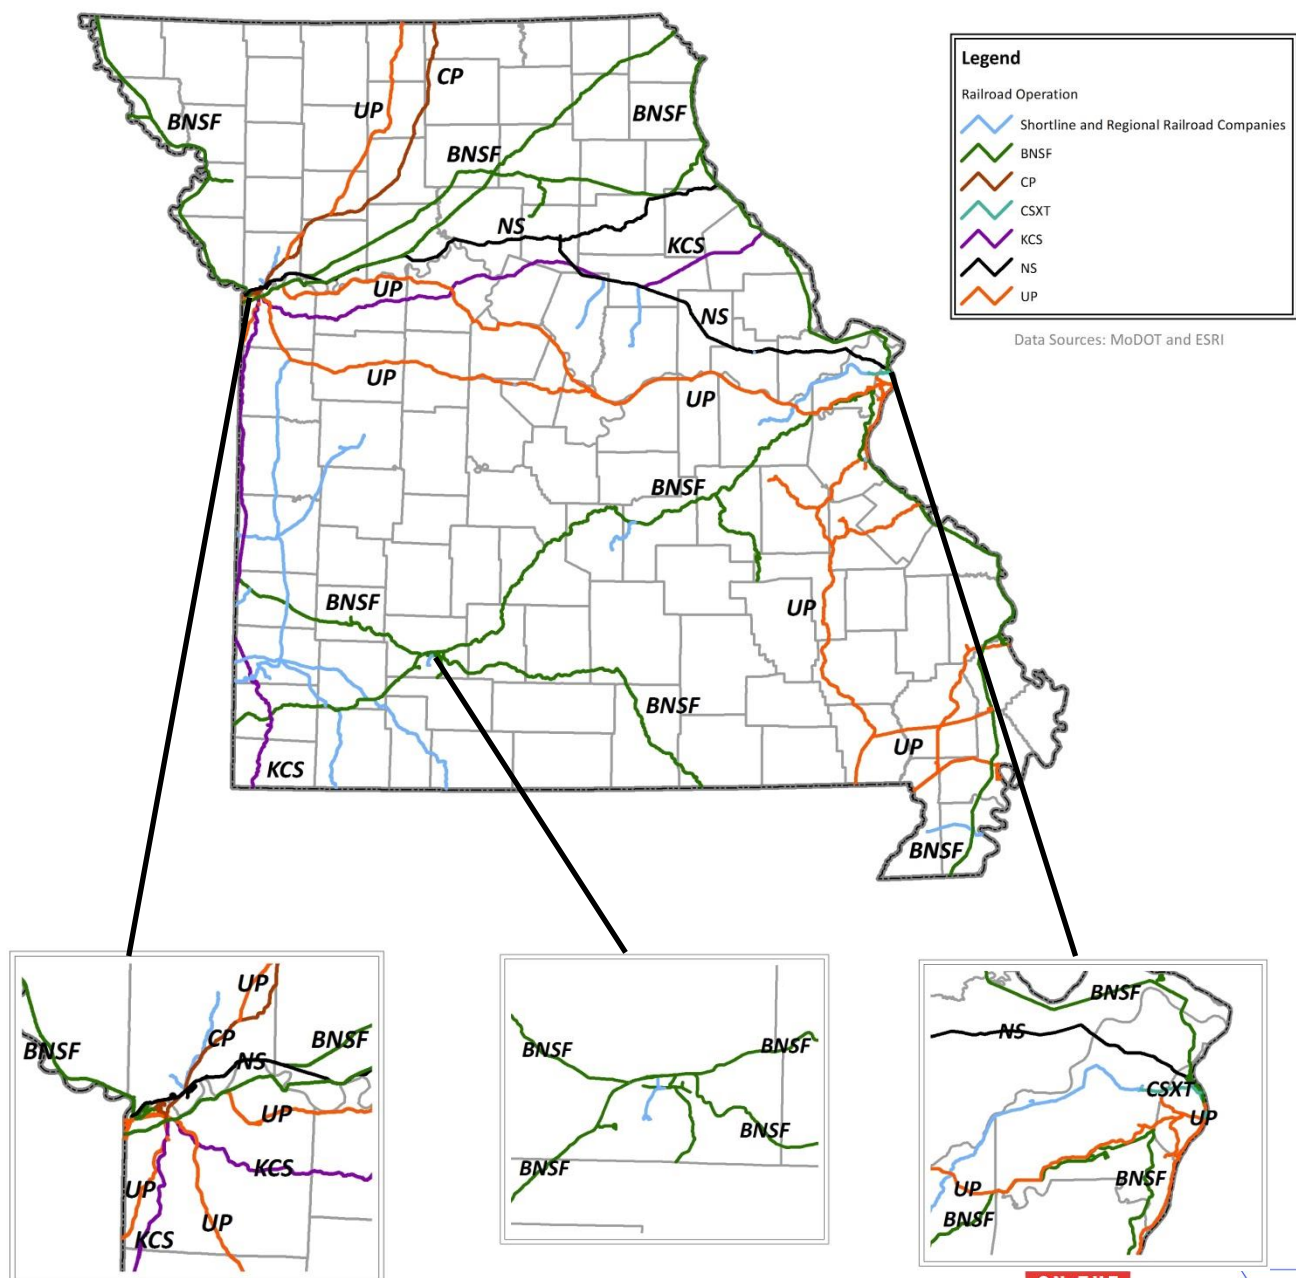 Legend
Railroad Operation
Shortline and Regional Railroad Companies
BNSF
CP
CSXT
KCS
NS
UP
Data Sources: MoDOT and ESRI
CP
UP
BNSF
BNSF
BNSF
NS
KCS
UP
NS
UP
UP
BNSF
BNSF
UP
BNSF
UP
KCS
BNSF
UP
CP
BNSF
BNSF
NS
UP
KCS
UP
UP
KCS
BNSF
BNSF
BNSF
BNSF
BNSF
NS
CSXT
UP
BNSF
UP
BNSF